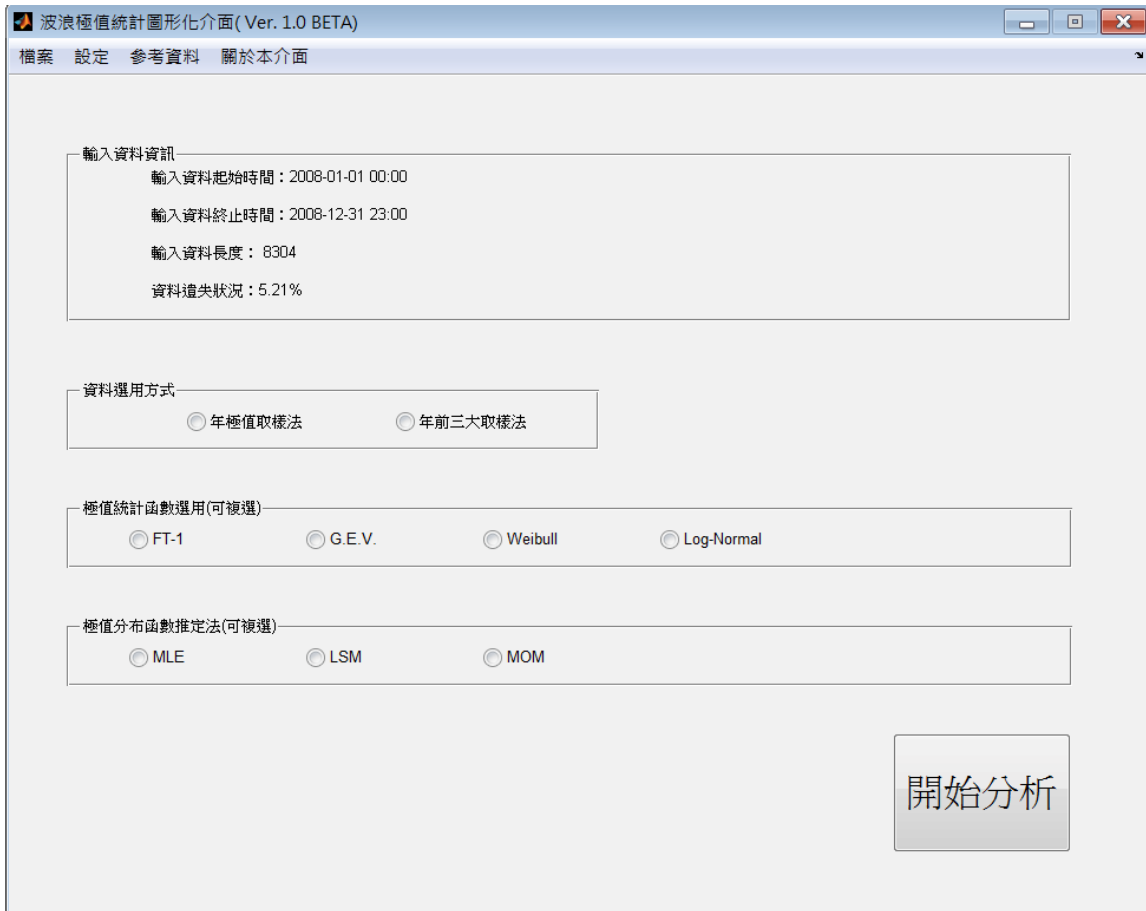 波浪極值統計圖形化介面( Ver. 1.0 BETA)
檔案 設定 參考資料 關於本介面
輸入資料資訊
輸入資料起始時間：2008-01-01 00:00
輸入資料終止時間：2008-12-31 23:00
輸入資料長度： 8304
資料遺失狀況：5.21%
資料選用方式
年極值取樣法 年前三大取樣法
極值統計函數選用(可複選)
FT-1 G.E.V. Weibull Log-Normal
極值分布函數推定法(可複選)
MLE LSM MOM
開始分析